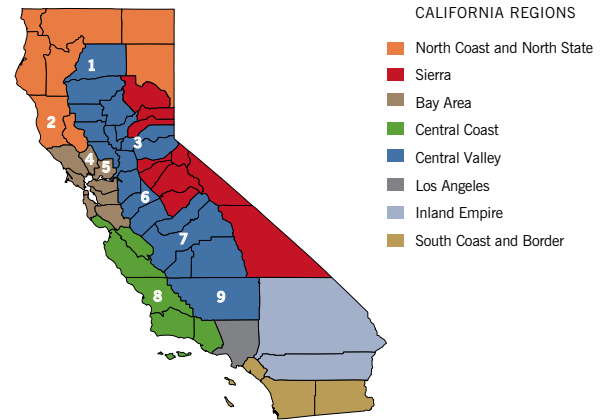 CALIFORNIA REGIONS
North Coast and North State
Sierra
Bay Area
Central Coast
Central Valley
Los Angeles
Inland Empire
South Coast and Border
1
2
3
4
5
6
7
8
9